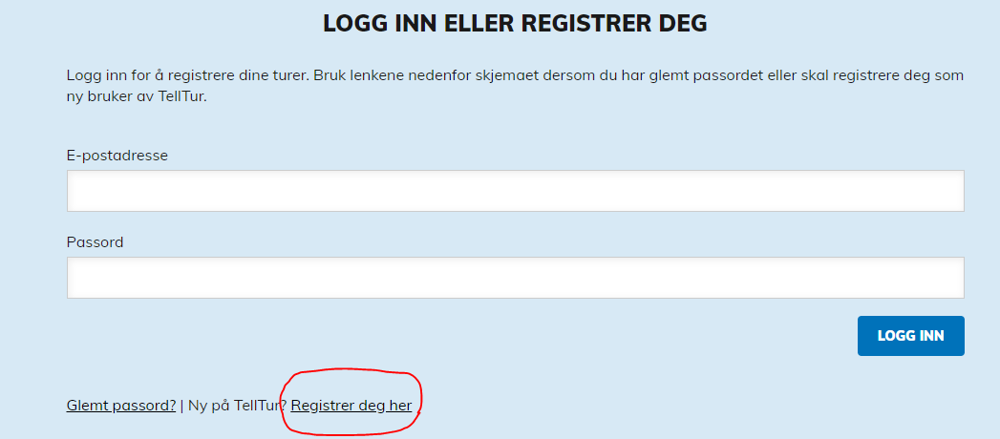 LOGG INN ELLER REGISTRER DEG
Logg inn for å registrere dine turer. Bruk lenkene nedenfor skjemaet dersom du har glemt passordet eller skal registrere deg som
ny bruker av TellTur.
E-postadresse
Passord
LOGG INN
Glemt passord? | Ny på TellTur? Registrer deg her